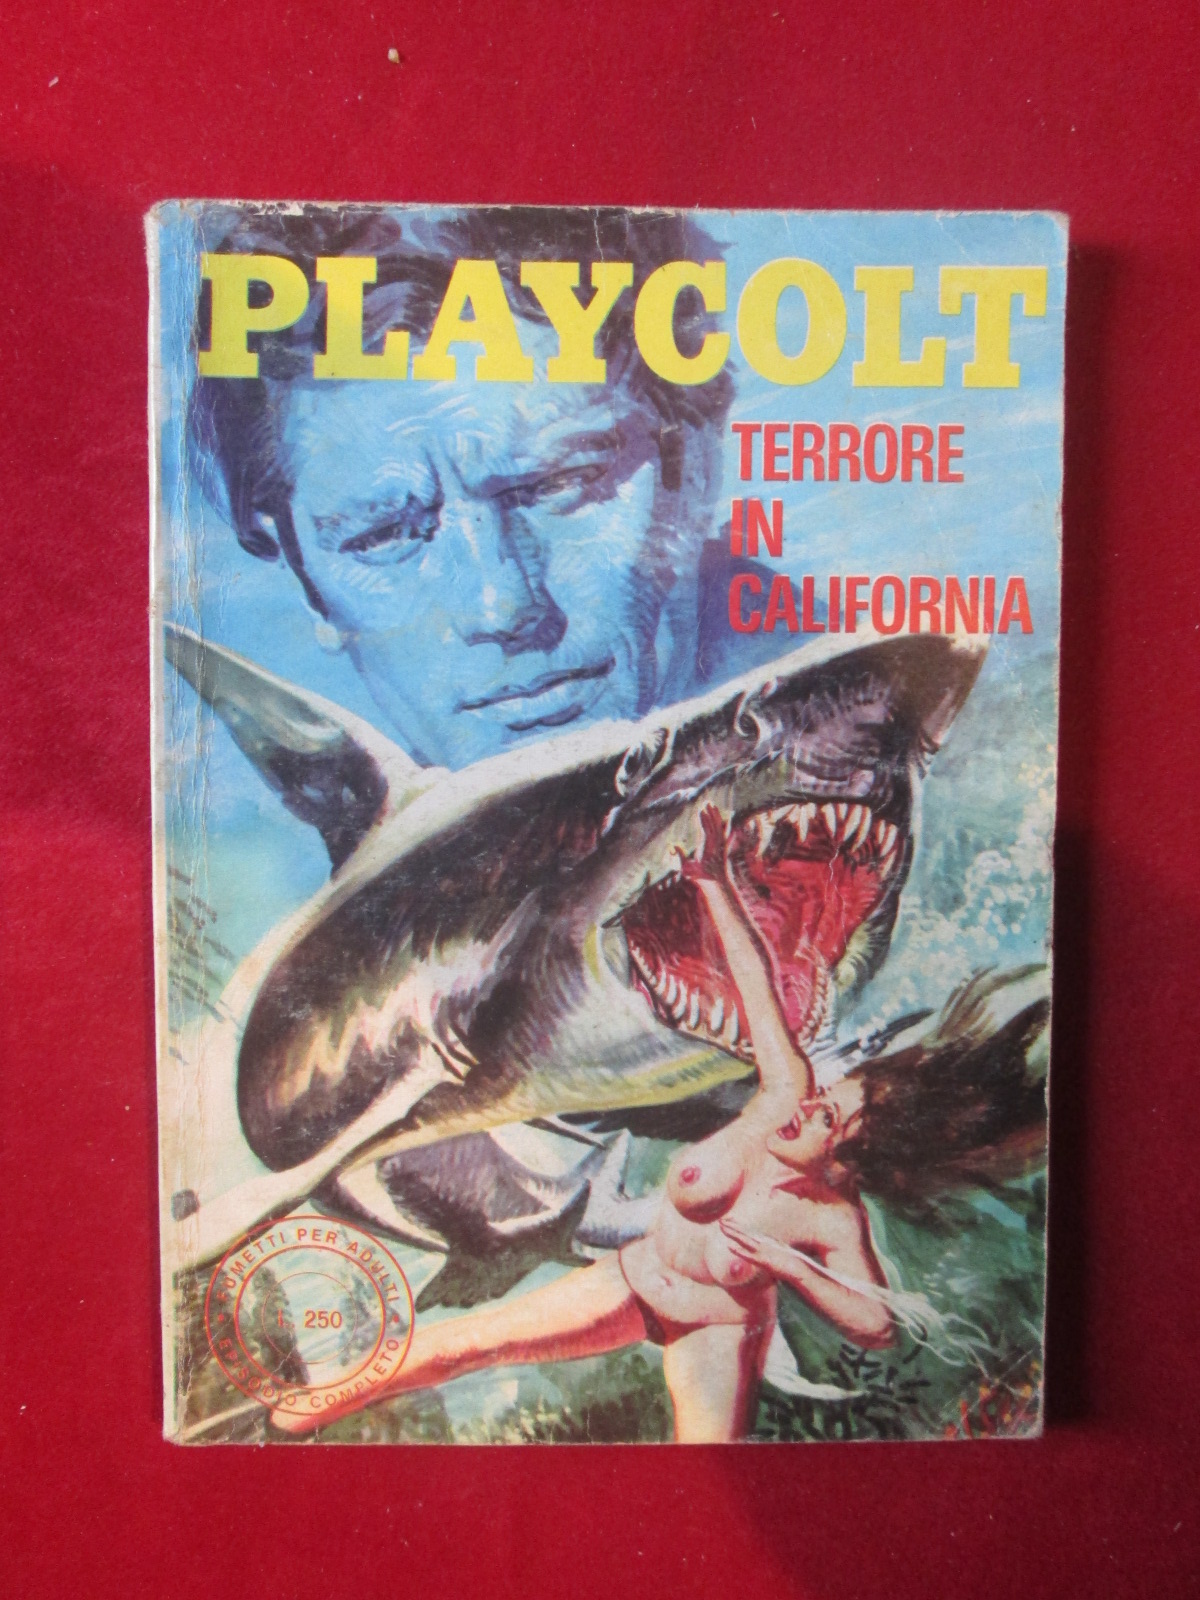 PLAYCOLT
TERRORE
IN
CALIFORNIA
FUMETTI PER ADULTI
L. 250
EPISODIO COMPLETO